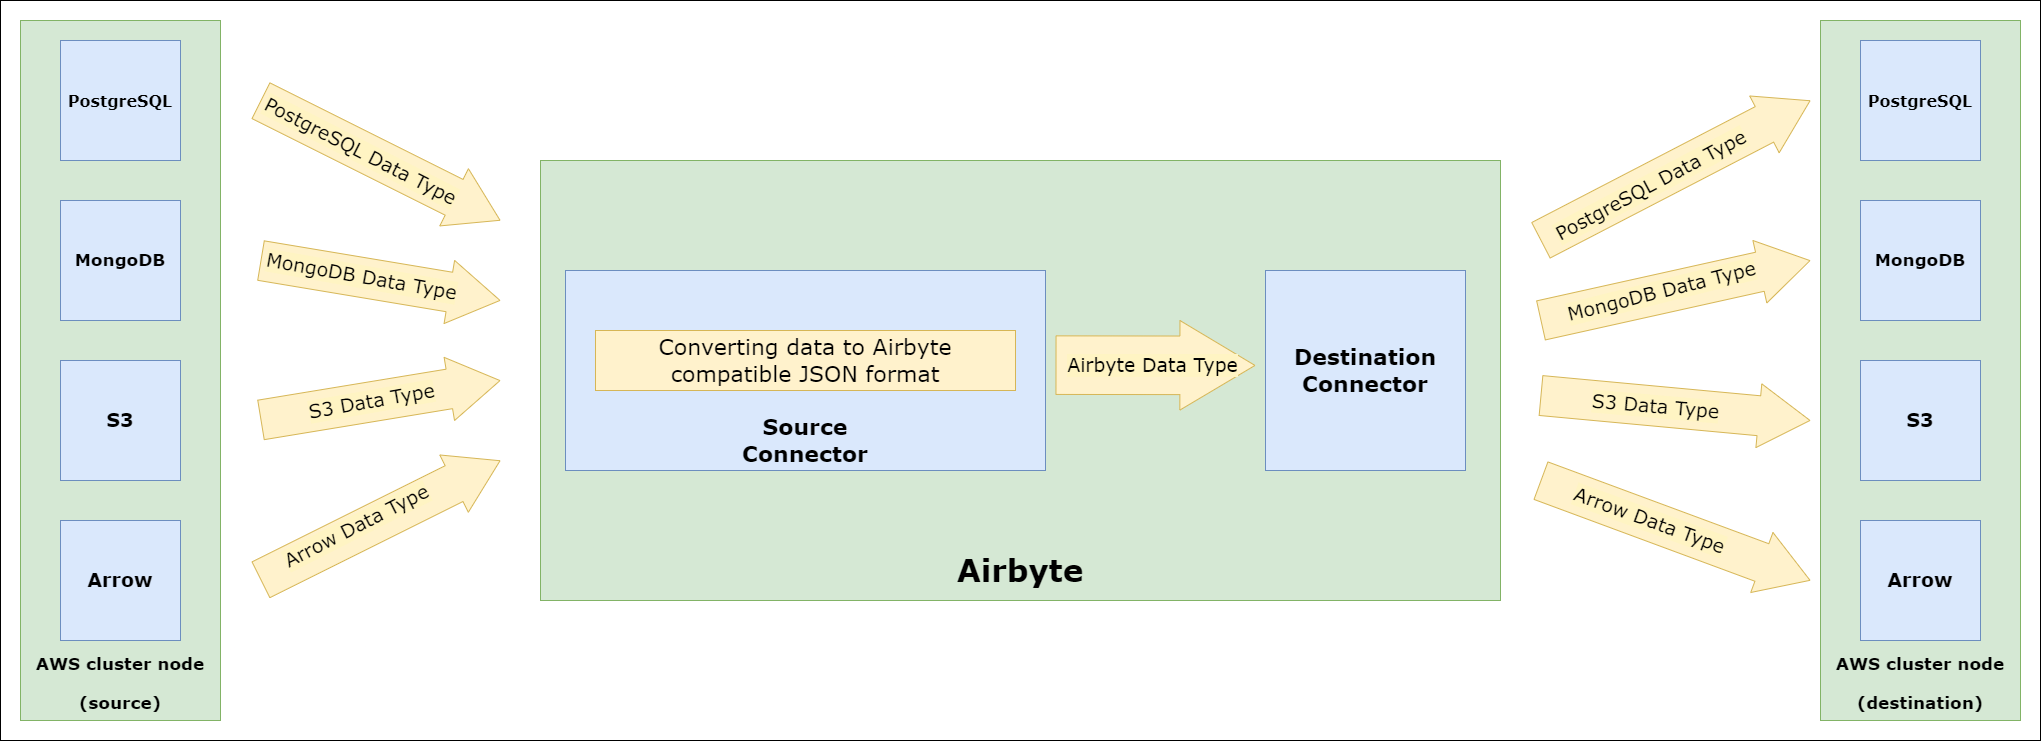 PostgreSQL
MongoDB
S3
Arrow
AWS cluster node
(source)
PostgreSQL Data Type
MongoDB Data Type
S3 Data Type
Arrow Data Type
Converting data to Airbyte
compatible JSON format
Source
Connector
Airbyte Data Type
Destination
Connector
Airbyte
PostgreSQL Data Type
MongoDB Data Type
S3 Data Type
Arrow Data Type
PostgreSQL
MongoDB
S3
Arrow
AWS cluster node
(destination)